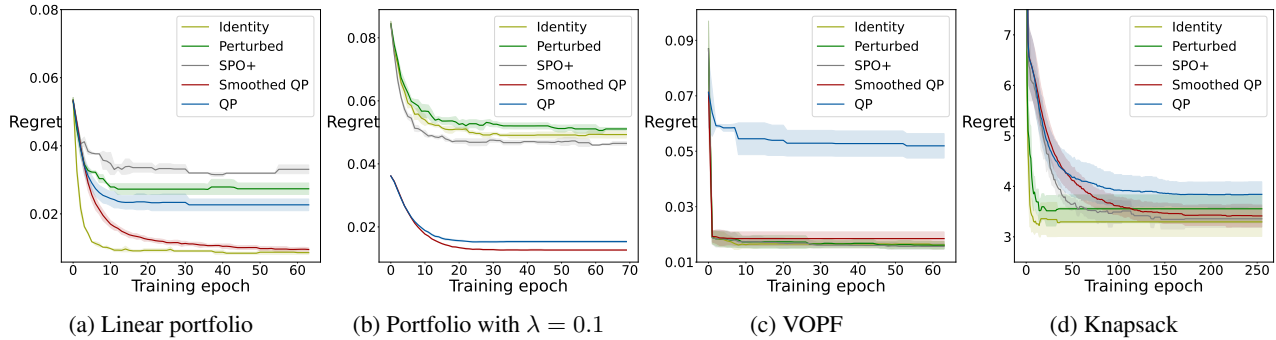 0.08
0.06
Regret
0.04
0.02
0 10 20 30 40 50 60
Training epoch
Identity
Perturbed
SPO+
Smoothed QP
QP
(a) Linear portfolio
0.08
0.06
Regret
0.04
0.02
0 10 20 30 40 50 60 70
Training epoch
Identity
Perturbed
SPO+
Smoothed QP
QP
(b) Portfolio with λ = 0.1
0.09
0.07
Regret
0.05
0.03
0.01
0 10 20 30 40 50 60
Training epoch
Identity
Perturbed
SPO+
Smoothed QP
QP
(c) VOPF
7
6
Regret
5
4
3
0 50 100 150 200 250
Training epoch
Identity
Perturbed
SPO+
Smoothed QP
QP
(d) Knapsack